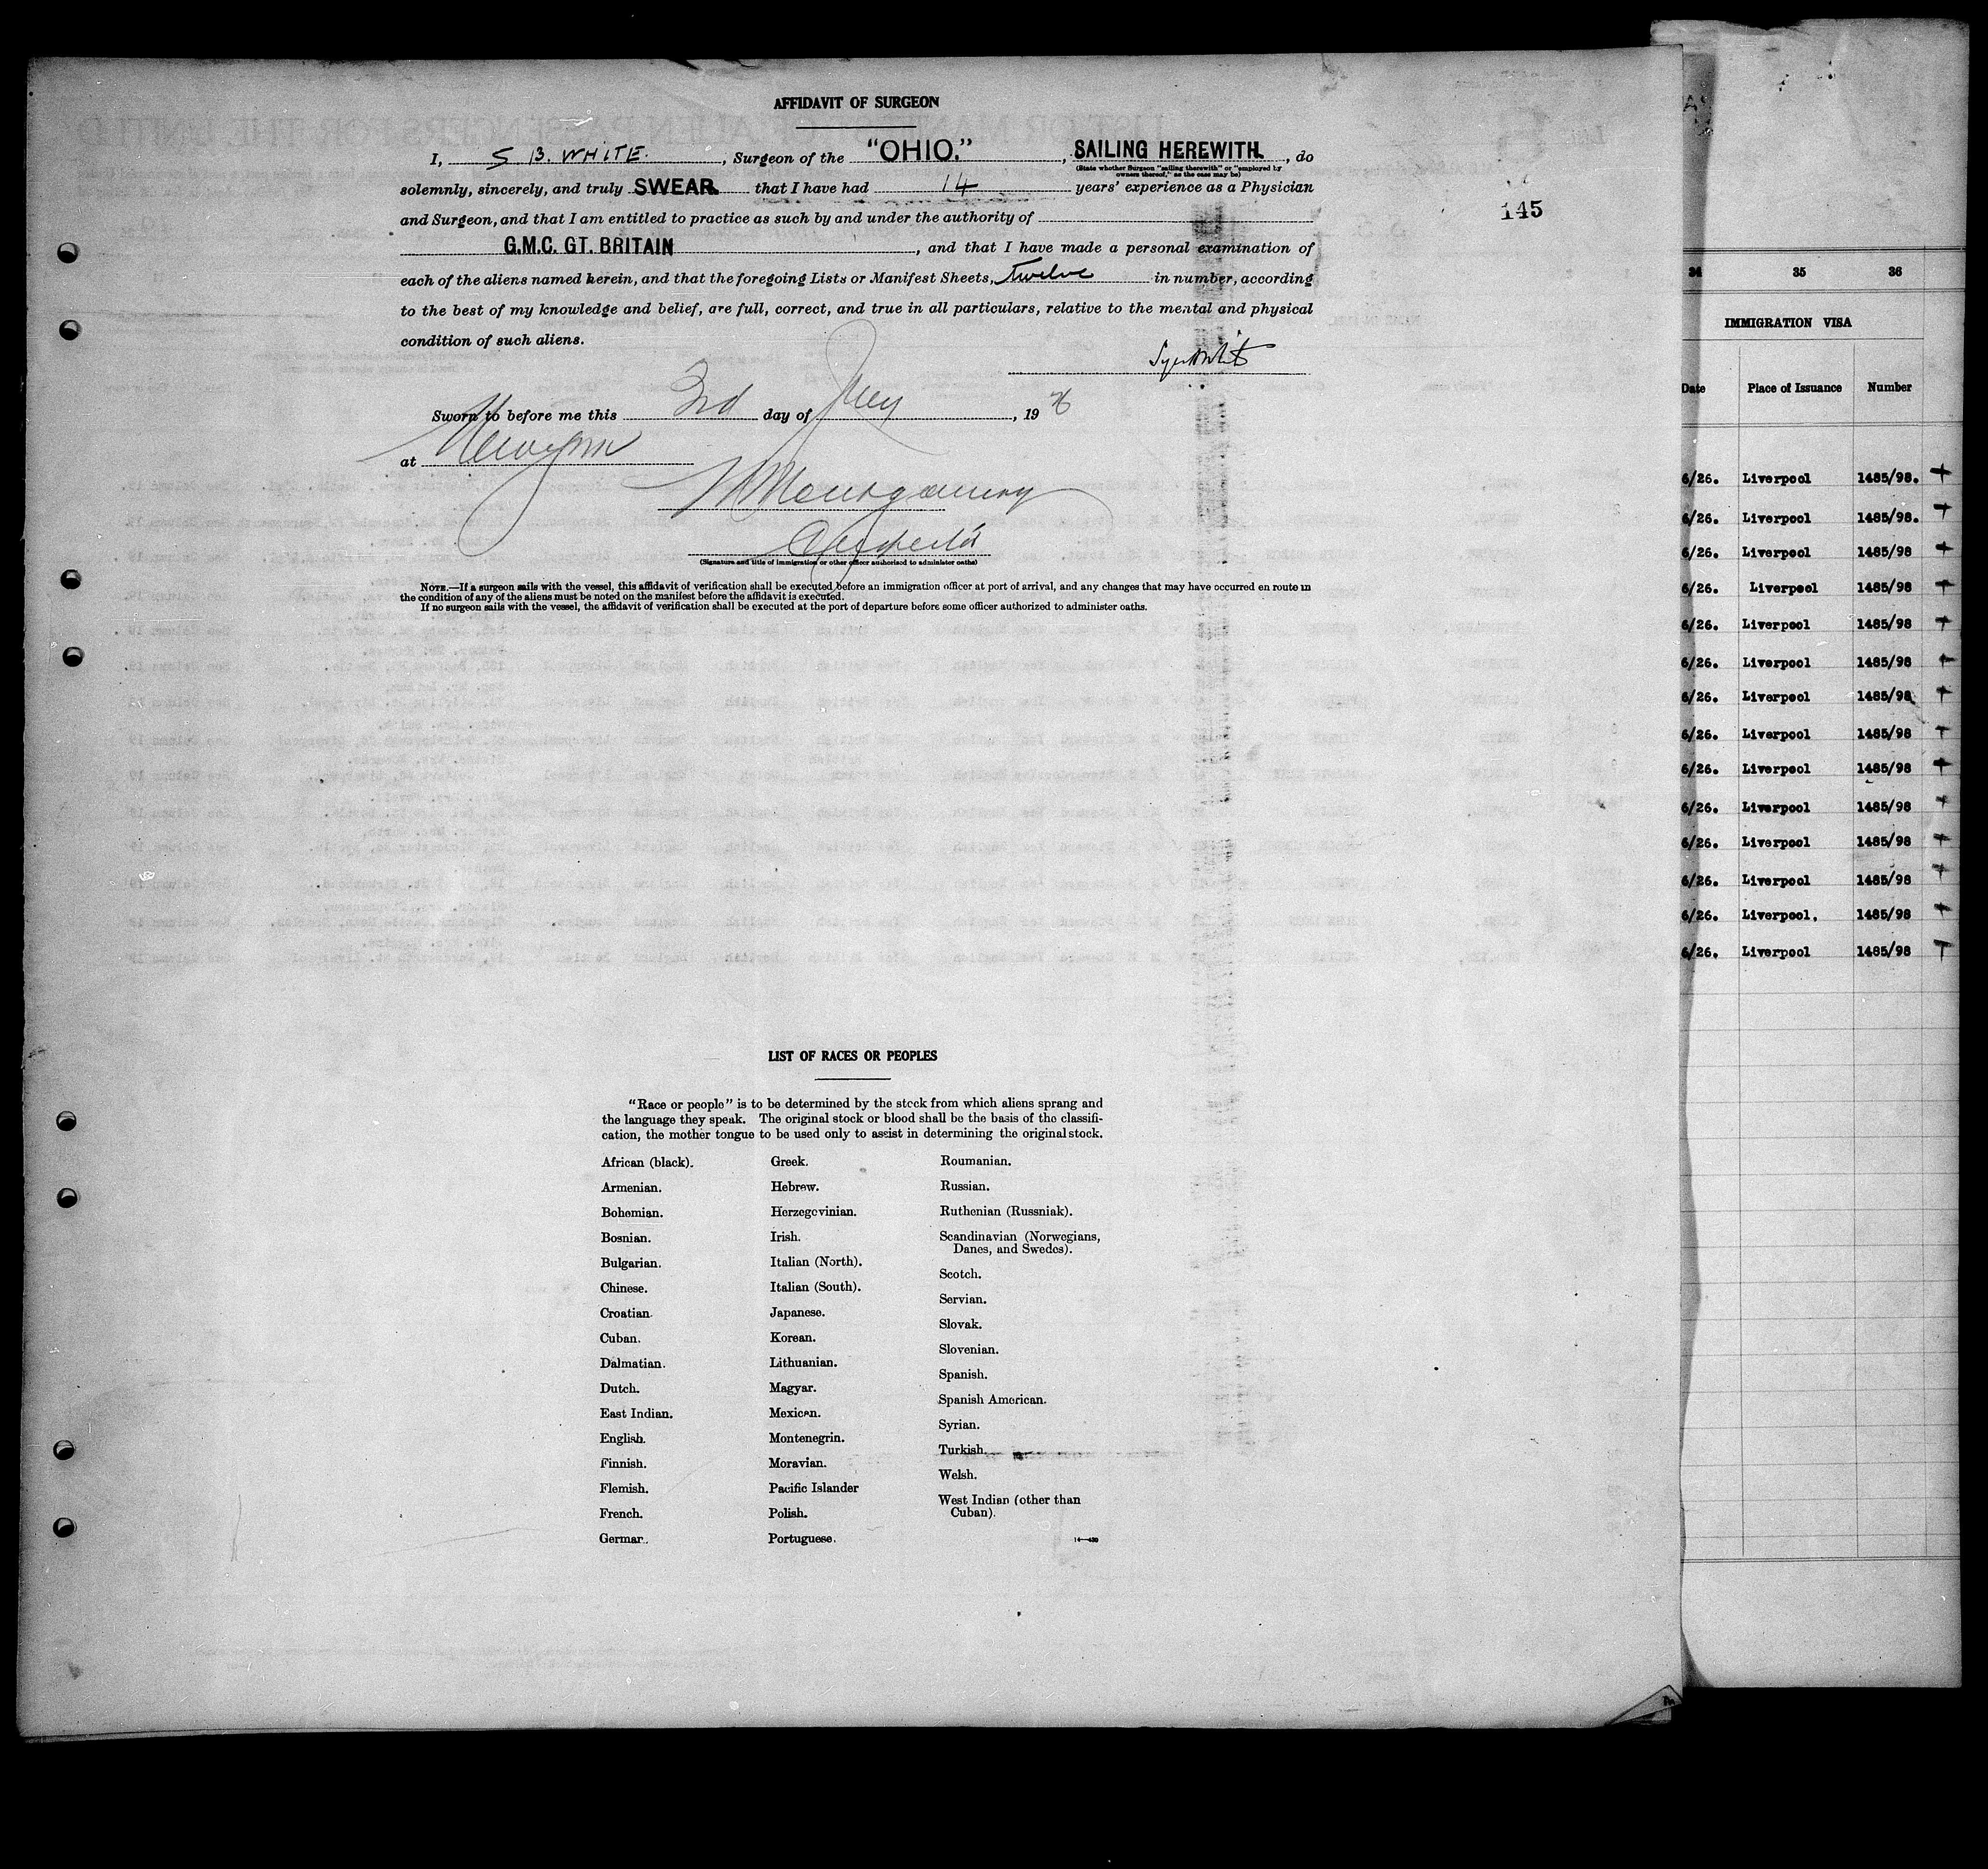 AFFIDAVIT OF SURGEON
I, S B. WHITE. , Surgeon of the "OHIO." , SAILING HEREWITH. , do
(State whether Surgeon "sailing therewith" or "employed by
owners thereof," as the case may be)
solemnly, sincerely, and truly SWEAR that I have had 14 years' experience as a Physician
and Surgeon, and that I am entitled to practice as such by and under the authority of
G.M.C. GT. BRITAIN , and that I have made a personal examination of
each of the aliens named herein, and that the foregoing Lists or Manifest Sheets, twelve in number, according
to the best of my knowledge and belief, are full, correct, and true in all particulars, relative to the mental and physical
condition of such aliens.
Sworn to before me this 3rd day of , 19
at
Montgomery
(Signature and title of immigration or other officer authorized to administer oaths)
NOTE.—If a surgeon sails with the vessel, this affidavit of verification shall be executed before an immigration officer at port of arrival, and any changes that may have occurred en route in
the condition of any of the aliens must be noted on the manifest before the affidavit is executed.
If no surgeon sails with the vessel, the affidavit of verification shall be executed at the port of departure before some officer authorized to administer oaths.
145
LIST OF RACES OR PEOPLES
"Race or people" is to be determined by the stock from which aliens sprang and
the language they speak. The original stock or blood shall be the basis of the classifi-
cation, the mother tongue to be used only to assist in determining the original stock.
African (black).
Armenian.
Bohemian.
Bosnian.
Bulgarian.
Chinese.
Croatian.
Cuban.
Dalmatian.
Dutch.
East Indian.
English.
Finnish.
Flemish.
French.
German.
Greek.
Hebrew.
Herzegovinian.
Irish.
Italian (North).
Italian (South).
Japanese.
Korean.
Lithuanian.
Magyar.
Mexican.
Montenegrin.
Moravian.
Pacific Islander
Polish.
Portuguese.
Roumanian.
Russian.
Ruthenian (Russniak).
Scandinavian (Norwegians,
Danes, and Swedes).
Scotch.
Servian.
Slovak.
Slovenian.
Spanish.
Spanish American.
Syrian.
Turkish.
Welsh.
West Indian (other than
Cuban).
34 35 36
IMMIGRATION VISA
Date Place of Issuance Number
6/26. Liverpool 1485/98.
6/26. Liverpool 1485/98.
6/26. Liverpool 1485/98
6/26. Liverpool 1485/98
6/26. Liverpool 1485/98
6/26. Liverpool 1485/98
6/26. Liverpool 1485/98
6/26. Liverpool 1485/98
6/26. Liverpool 1485/98
6/26. Liverpool 1485/98
6/26. Liverpool 1485/98
6/26. Liverpool 1485/98
6/26. Liverpool. 1485/98
6/26. Liverpool 1485/98